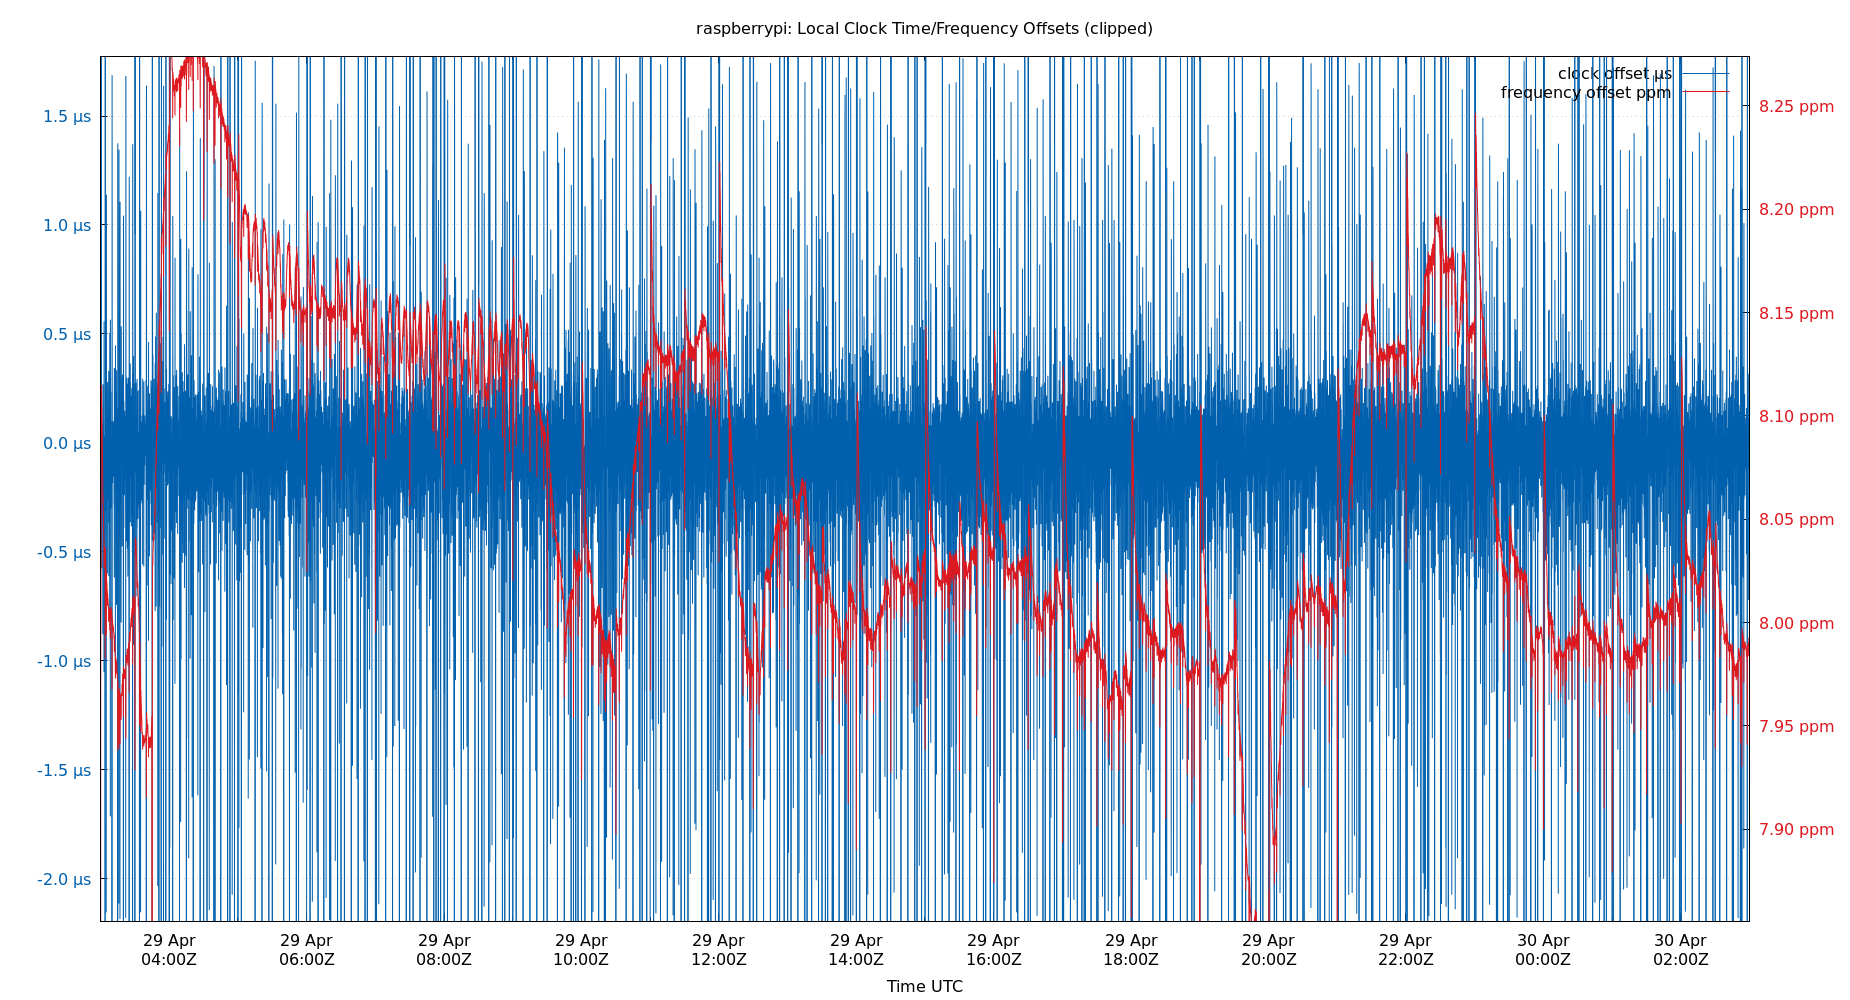 raspberrypi: Local Clock Time/Frequency Offsets (clipped)
clock offset µs
frequency offset ppm
1.5 µs
1.0 µs
0.5 µs
0.0 µs
-0.5 µs
-1.0 µs
-1.5 µs
-2.0 µs
8.25 ppm
8.20 ppm
8.15 ppm
8.10 ppm
8.05 ppm
8.00 ppm
7.95 ppm
7.90 ppm
29 Apr 29 Apr 29 Apr 29 Apr 29 Apr 29 Apr 29 Apr 29 Apr 29 Apr 29 Apr 30 Apr 30 Apr
04:00Z 06:00Z 08:00Z 10:00Z 12:00Z 14:00Z 16:00Z 18:00Z 20:00Z 22:00Z 00:00Z 02:00Z
Time UTC